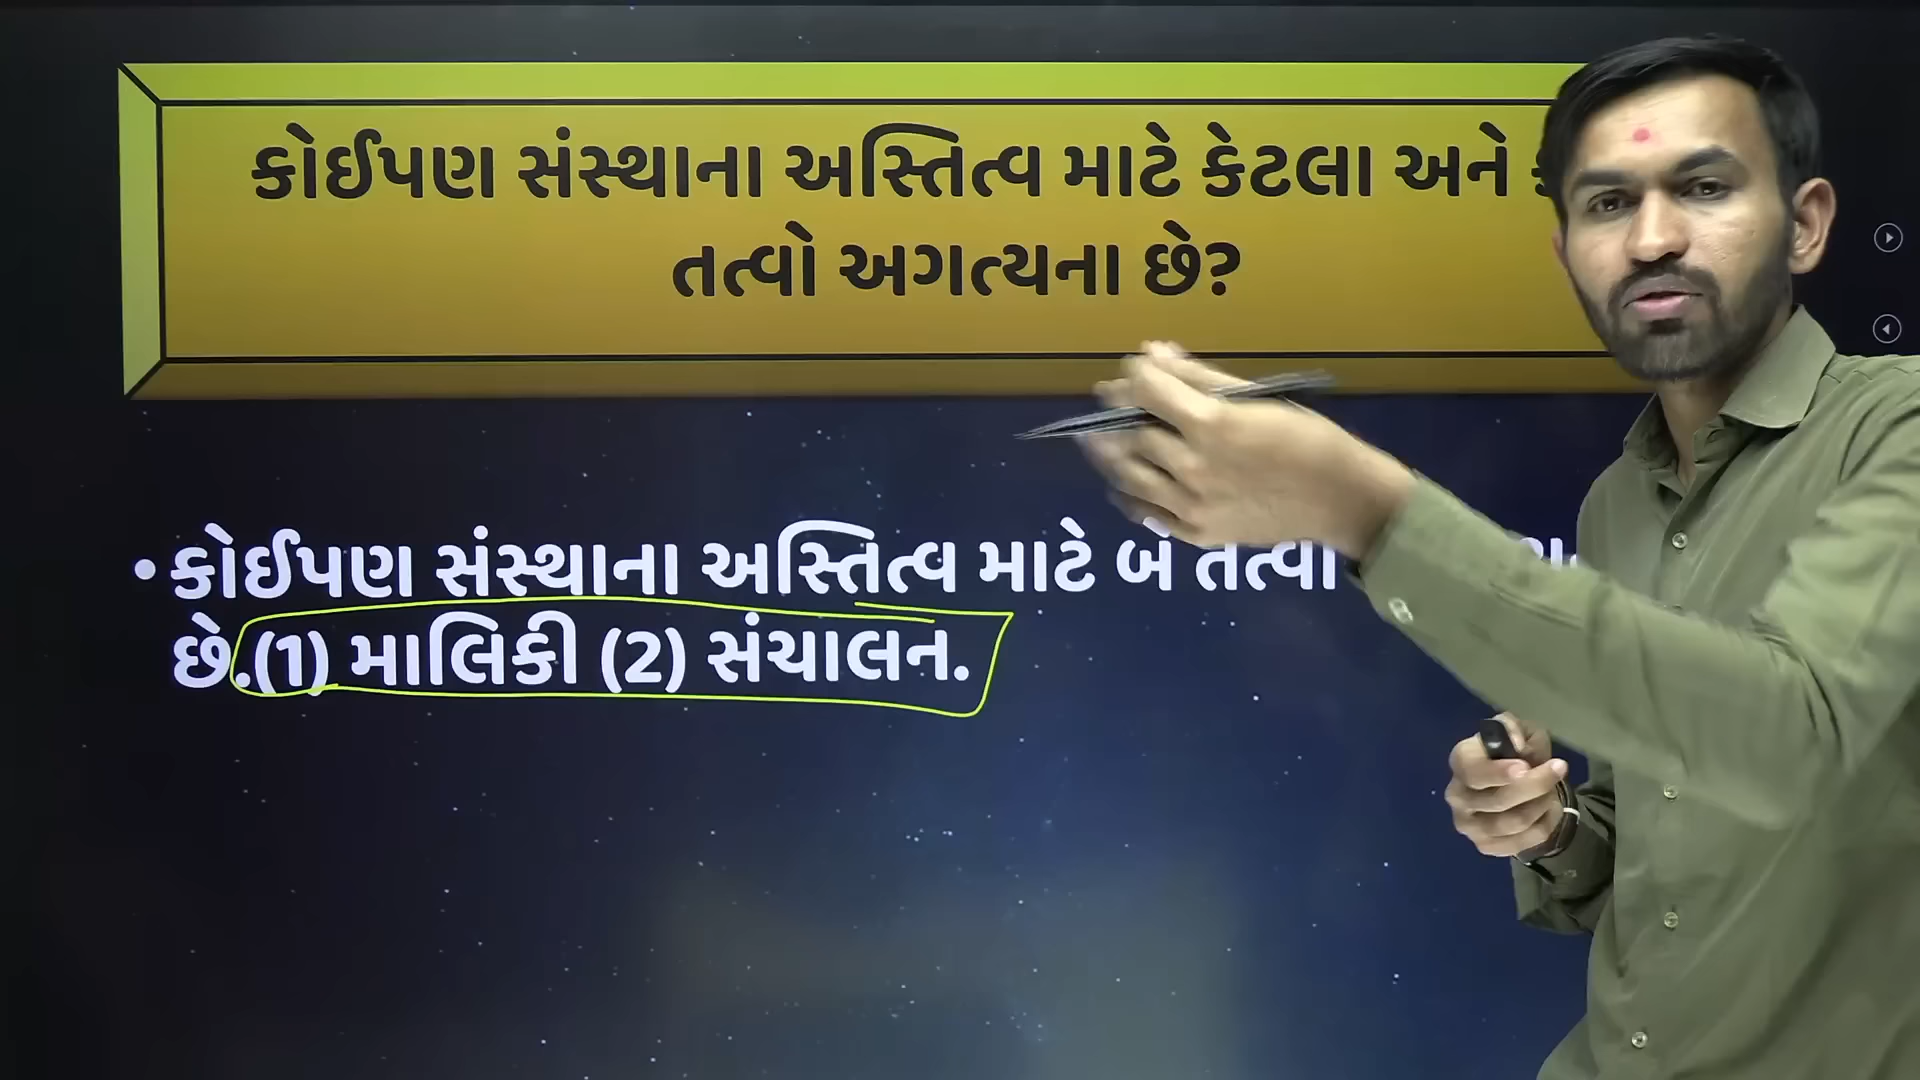 કોઈપણ સંસ્થાના અસ્તિત્વ માટે કેટલા અને
તત્વો અગત્યના છે?
• કોઈપણ સંસ્થાના અસ્તિત્વ માટે બે તત્વો
છે.(1) માલિકી (2) સંચાલન.